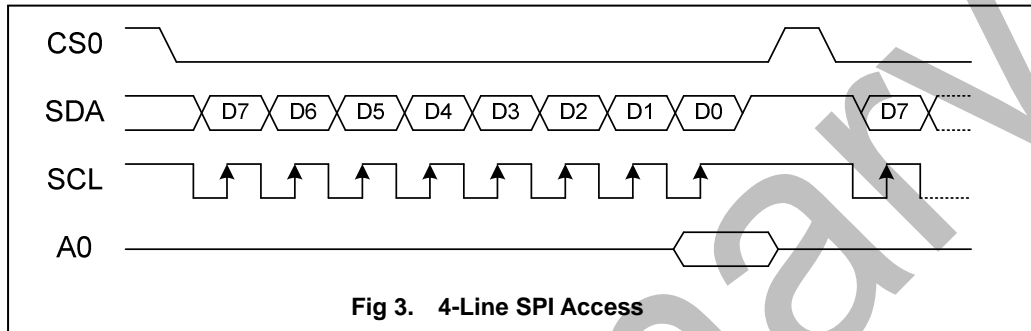 CS0
SDA D7 D6 D5 D4 D3 D2 D1 D0 D7
SCL
A0
Fig 3. 4-Line SPI Access